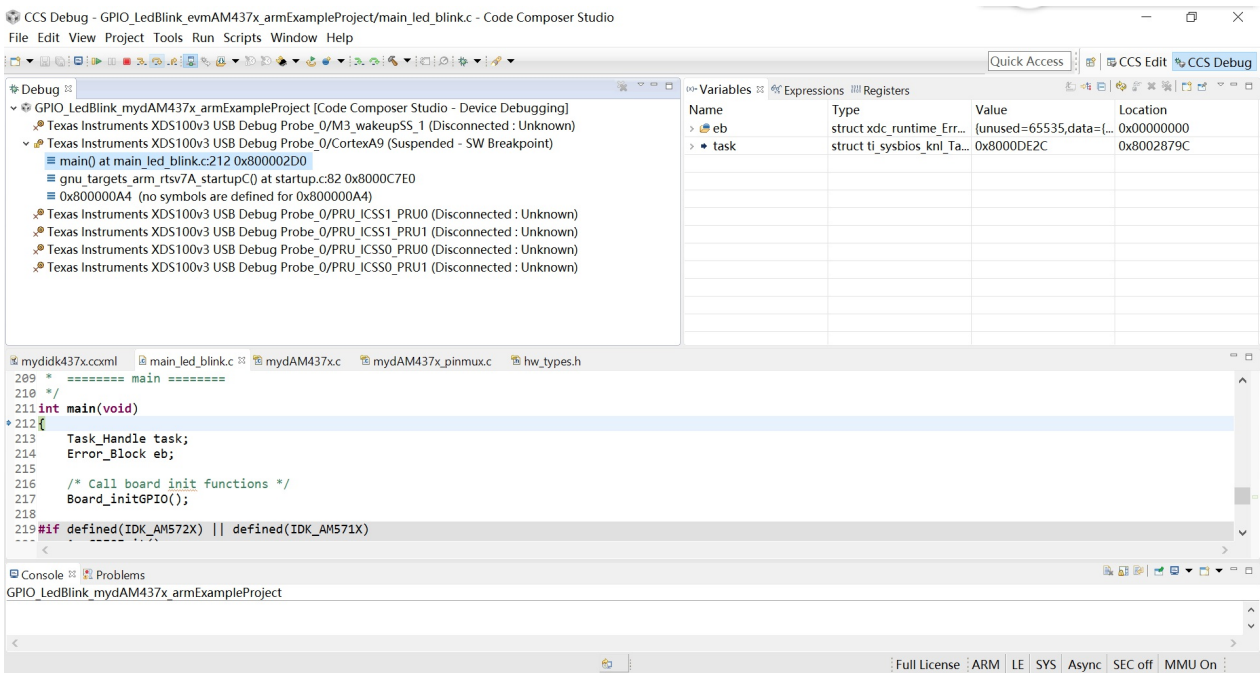 CCS Debug - GPIO_LedBlink_evmAM437x_armExampleProject/main_led_blink.c - Code Composer Studio
File Edit View Project Tools Run Scripts Window Help
Quick Access CCS Edit CCS Debug
Debug
GPIO_LedBlink_mydAM437x_armExampleProject [Code Composer Studio - Device Debugging]
Texas Instruments XDS100v3 USB Debug Probe_0/M3_wakeupSS_1 (Disconnected : Unknown)
Texas Instruments XDS100v3 USB Debug Probe_0/CortexA9 (Suspended - SW Breakpoint)
main() at main_led_blink.c:212 0x800002D0
gnu_targets_arm_rtsv7A_startupC() at startup.c:82 0x8000C7E0
0x800000A4 (no symbols are defined for 0x800000A4)
Texas Instruments XDS100v3 USB Debug Probe_0/PRU_ICSS1_PRU0 (Disconnected : Unknown)
Texas Instruments XDS100v3 USB Debug Probe_0/PRU_ICSS1_PRU1 (Disconnected : Unknown)
Texas Instruments XDS100v3 USB Debug Probe_0/PRU_ICSS0_PRU0 (Disconnected : Unknown)
Texas Instruments XDS100v3 USB Debug Probe_0/PRU_ICSS0_PRU1 (Disconnected : Unknown)
Variables Expressions Registers
Name Type Value Location
eb struct xdc_runtime_Err... {unused=65535,data={... 0x00000000
task struct ti_sysbios_knl_Ta... 0x8000DE2C 0x8002879C
mydidk437x.ccxml main_led_blink.c mydAM437x.c mydAM437x_pinmux.c hw_types.h
209 * ======== main ========
210 */
211 int main(void)
212 {
213 Task_Handle task;
214 Error_Block eb;
215
216 /* Call board init functions */
217 Board_initGPIO();
218
219 #if defined(IDK_AM572X) || defined(IDK_AM571X)
Console Problems
GPIO_LedBlink_mydAM437x_armExampleProject
Full License ARM LE SYS Async SEC off MMU On